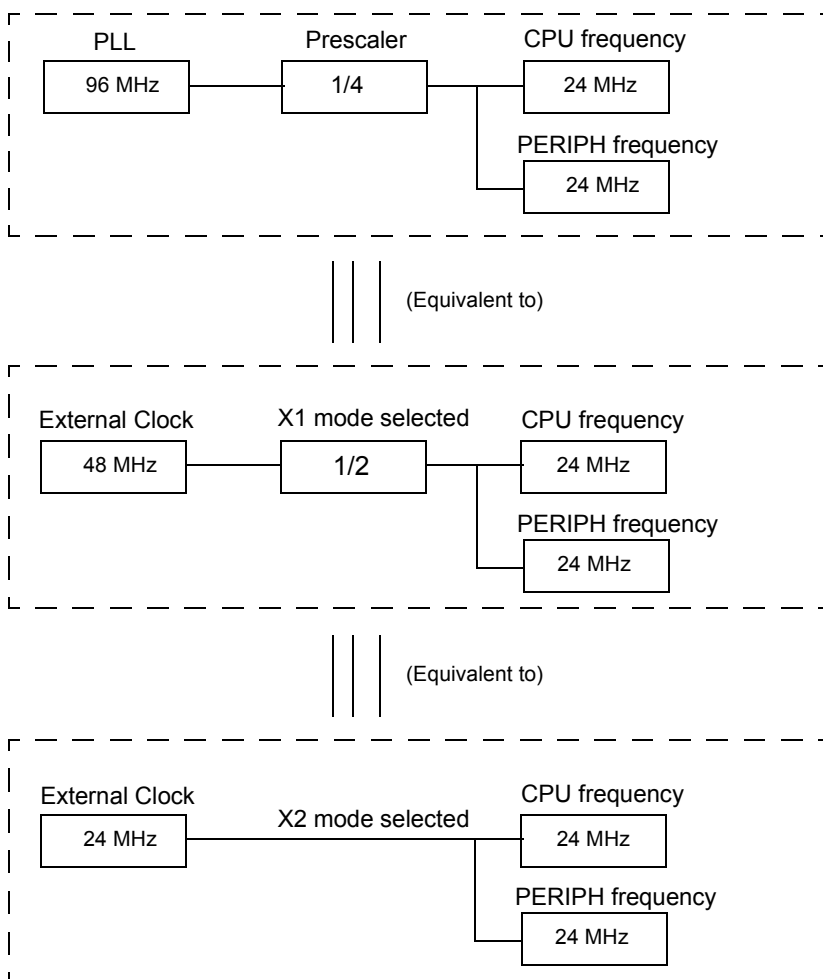 PLL Prescaler CPU frequency
96 MHz 1/4 24 MHz
PERIPH frequency
24 MHz
(Equivalent to)
External Clock X1 mode selected CPU frequency
48 MHz 1/2 24 MHz
PERIPH frequency
24 MHz
(Equivalent to)
External Clock X2 mode selected CPU frequency
24 MHz 24 MHz
PERIPH frequency
24 MHz